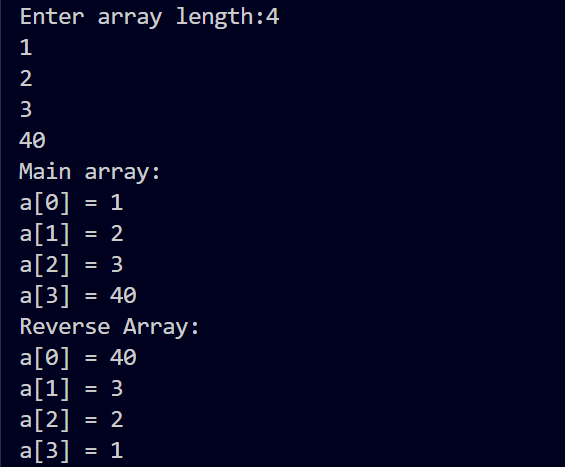 Enter array length:4
1
2
3
40
Main array:
a[0] = 1
a[1] = 2
a[2] = 3
a[3] = 40
Reverse Array:
a[0] = 40
a[1] = 3
a[2] = 2
a[3] = 1